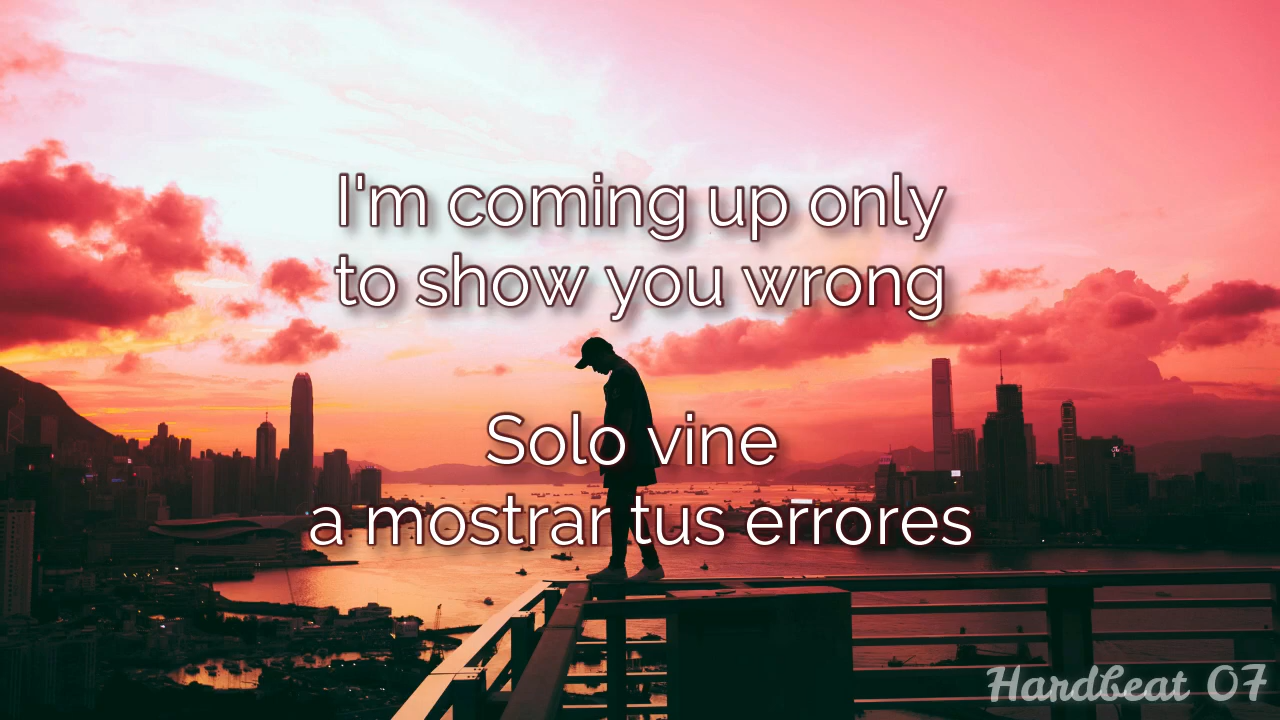 I'm coming up only
to show you wrong
Solo vine
a mostrar tus errores
Hardbeat 07